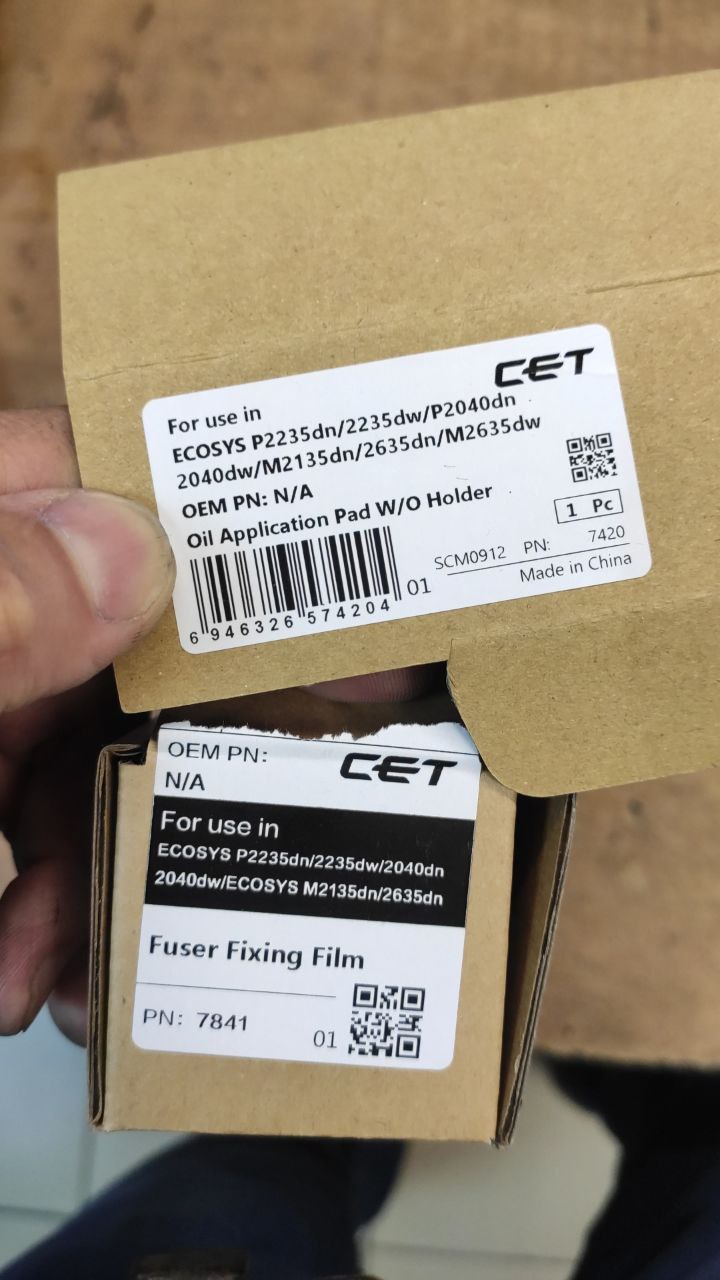 CET
For use in
ECOSYS P2235dn/2235dw/P2040dn
2040dw/M2135dn/2635dn/M2635dw
OEM PN: N/A
Oil Application Pad W/O Holder
1 Pc
SCM0912 PN: 7420
Made in China
01
6 946326 574204
OEM PN:
N/A
CET
For use in
ECOSYS P2235dn/2235dw/2040dn
2040dw/ECOSYS M2135dn/2635dn
Fuser Fixing Film
PN: 7841
01